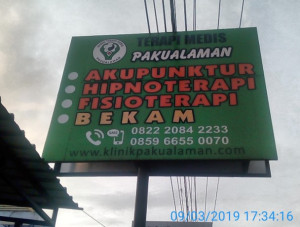 TERAPI MEDIS
PAKUALAMAN
AKUPUNKTUR
HIPNOTERAPI
FISIOTERAPI
BEKAM
0822 2084 2233
0859 6655 0070
www.klinikpakualaman.com
09/03/2019 17:34:16